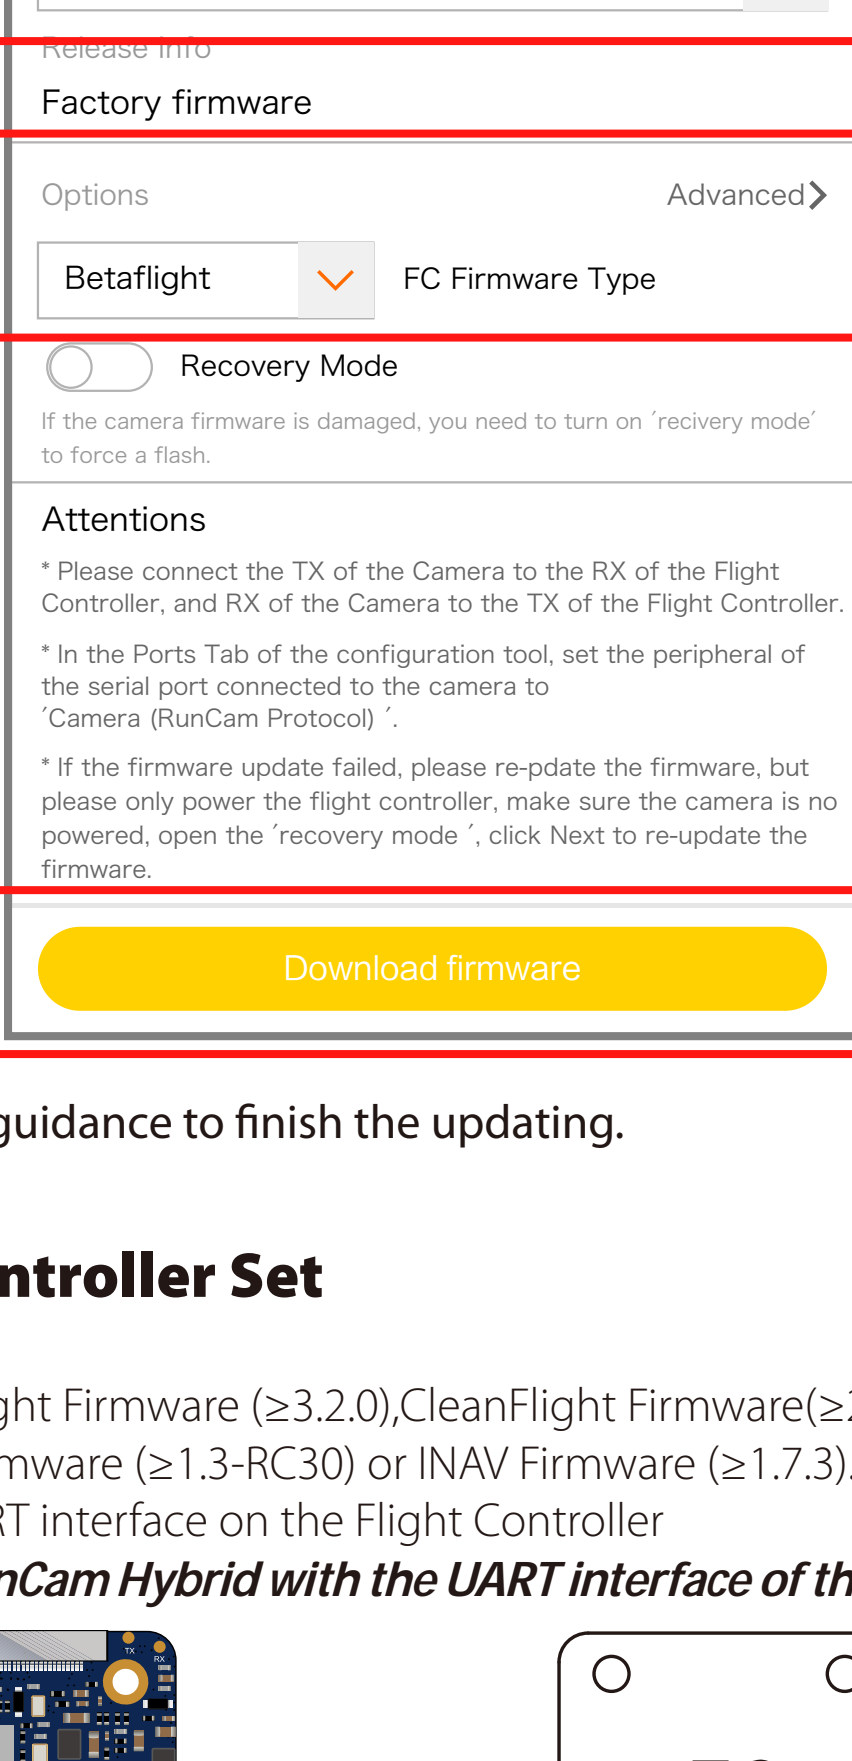 Release Info
Factory firmware
Options Advanced
Betaflight FC Firmware Type
Recovery Mode
If the camera firmware is damaged, you need to turn on ´recivery mode´
to force a flash.
Attentions
* Please connect the TX of the Camera to the RX of the Flight
Controller, and RX of the Camera to the TX of the Flight Controller.
* In the Ports Tab of the configuration tool, set the peripheral of
the serial port connected to the camera to
´Camera (RunCam Protocol) ´.
* If the firmware update failed, please re-pdate the firmware, but
please only power the flight controller, make sure the camera is no
powered, open the ´recovery mode ´, click Next to re-update the
firmware.
Download firmware
guidance to finish the updating.
ntroller Set
ght Firmware (≥3.2.0),CleanFlight Firmware(≥2
mware (≥1.3-RC30) or INAV Firmware (≥1.7.3).
RT interface on the Flight Controller
nCam Hybrid with the UART interface of th
TX RX